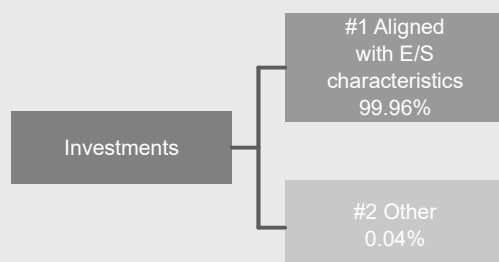 #1 Aligned
with E/S
characteristics
99.96%
Investments
#2 Other
0.04%